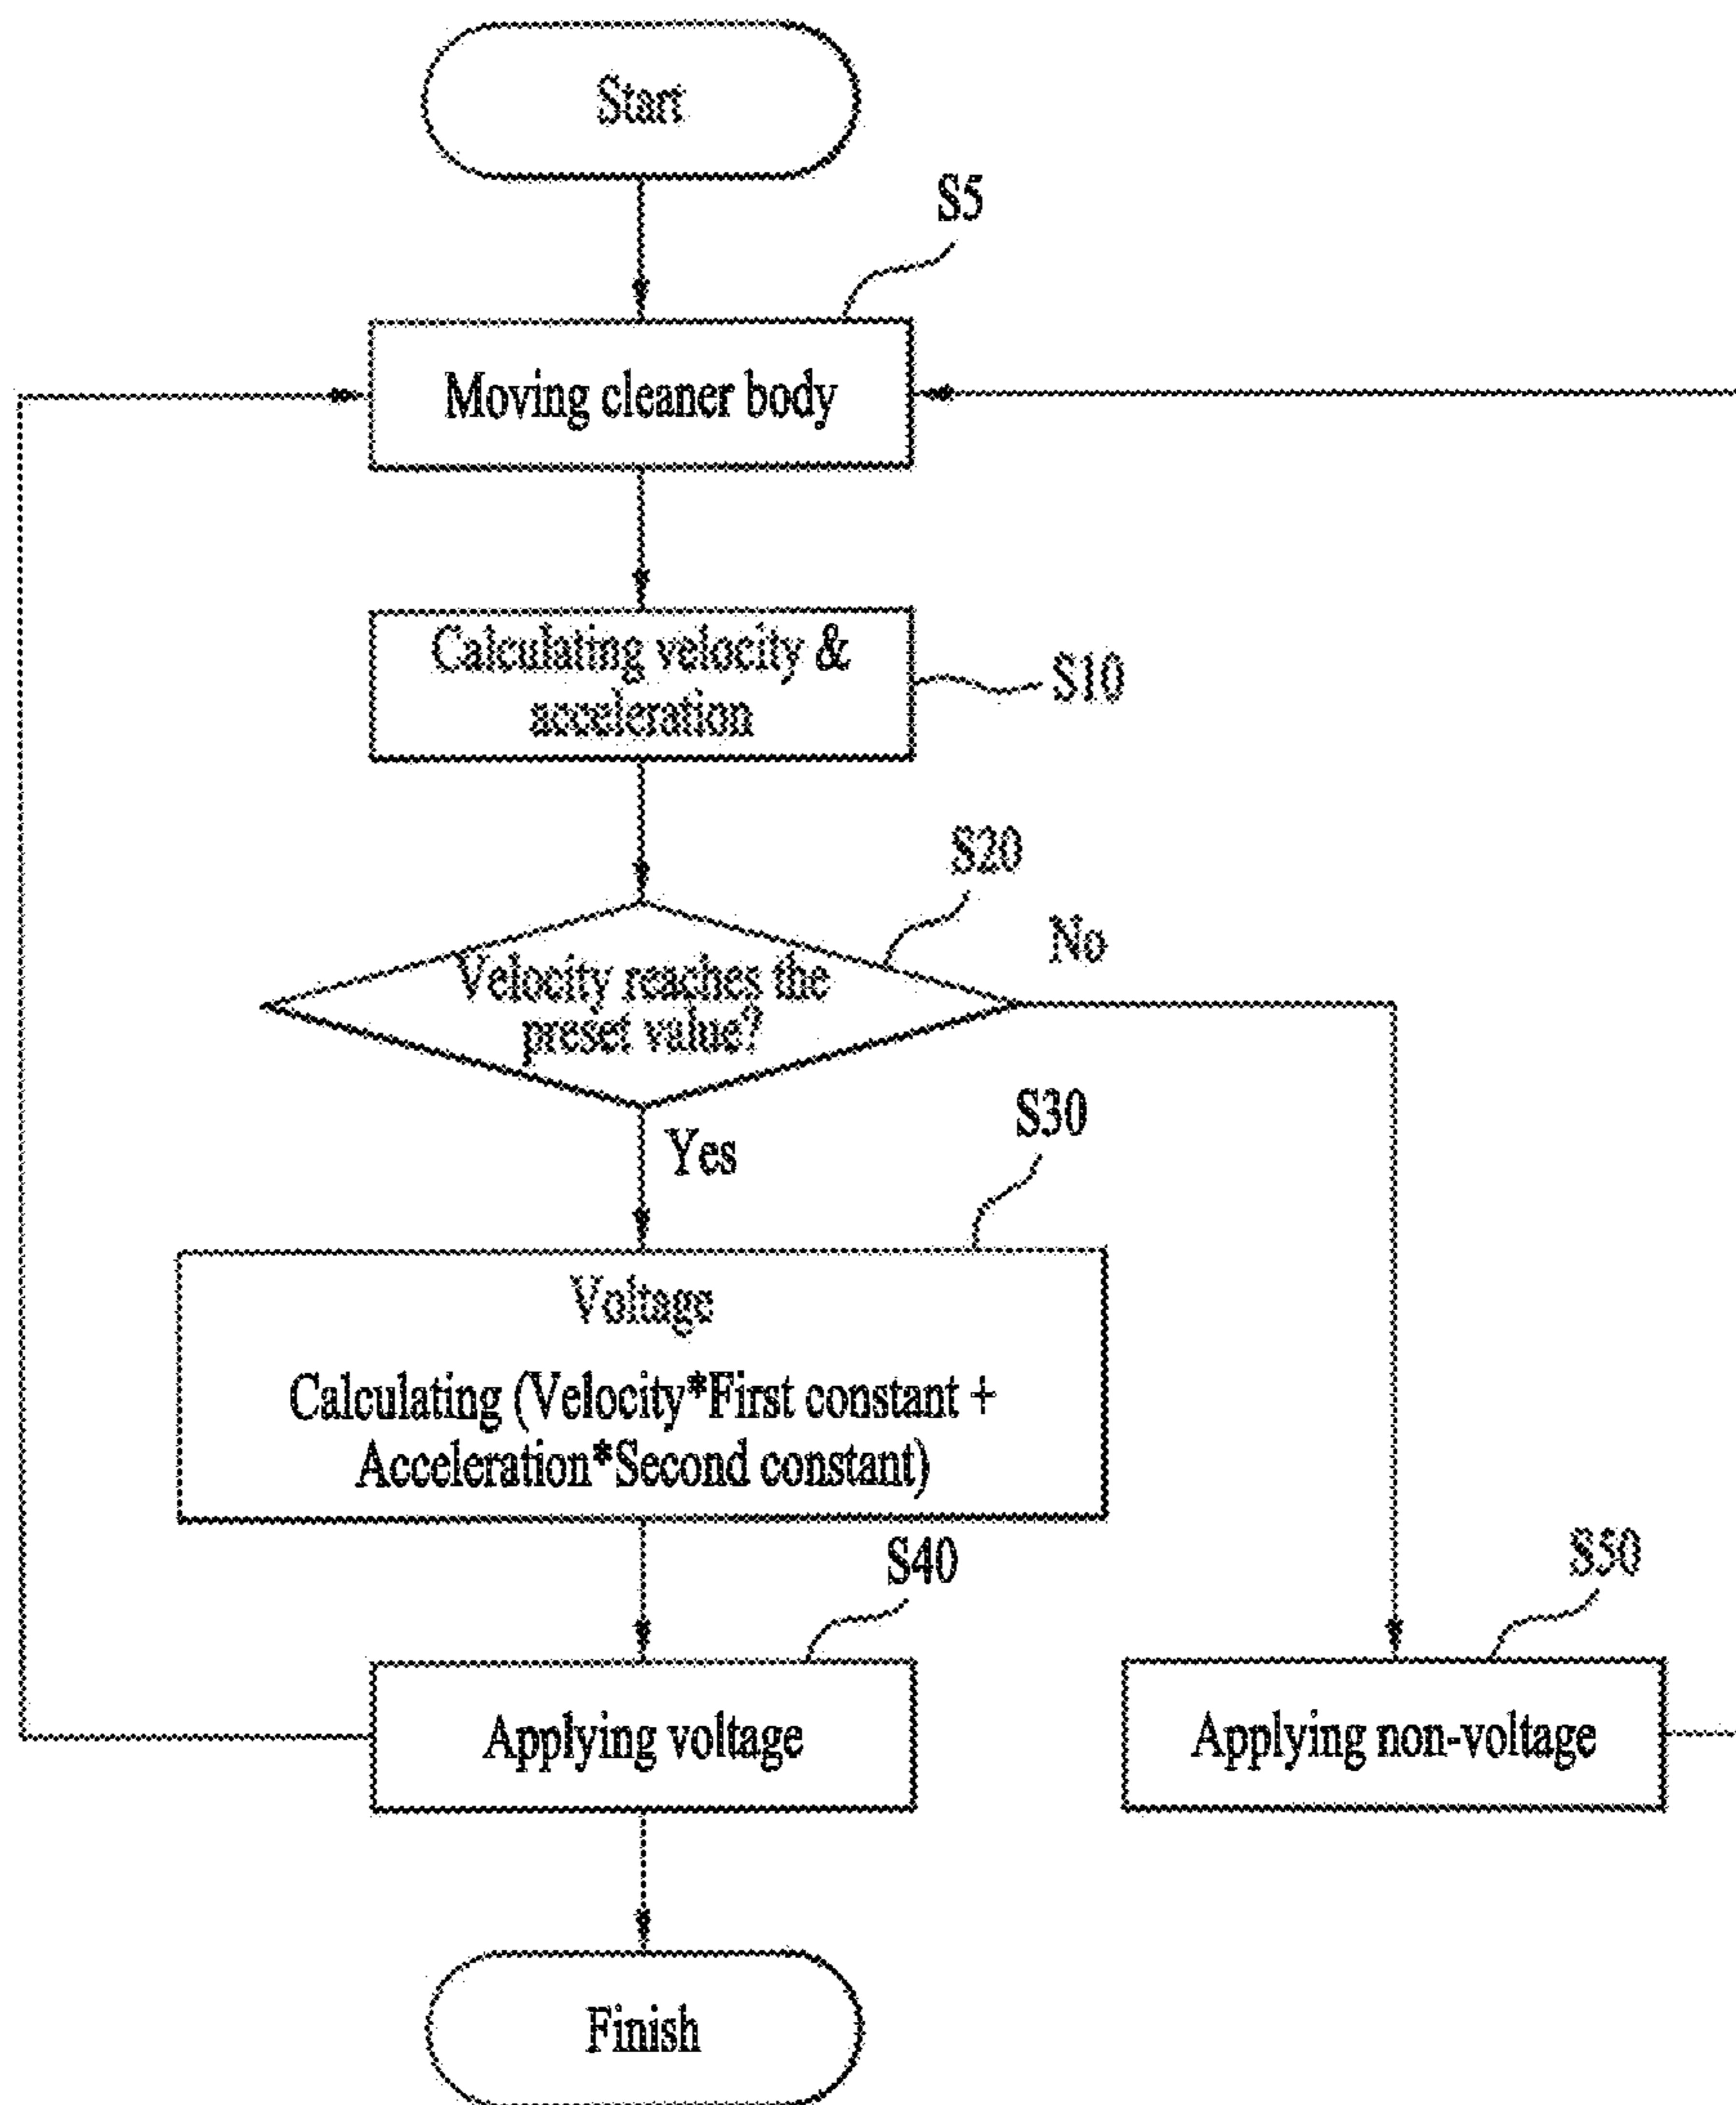 Start
S5
Moving cleaner body
Calculating velocity &
acceleration
S10
S20
No
Velocity reaches the
preset value?
Yes
S30
Voltage
Calculating (Velocity*First constant +
Acceleration*Second constant)
S40
S50
Applying voltage
Applying non-voltage
Finish